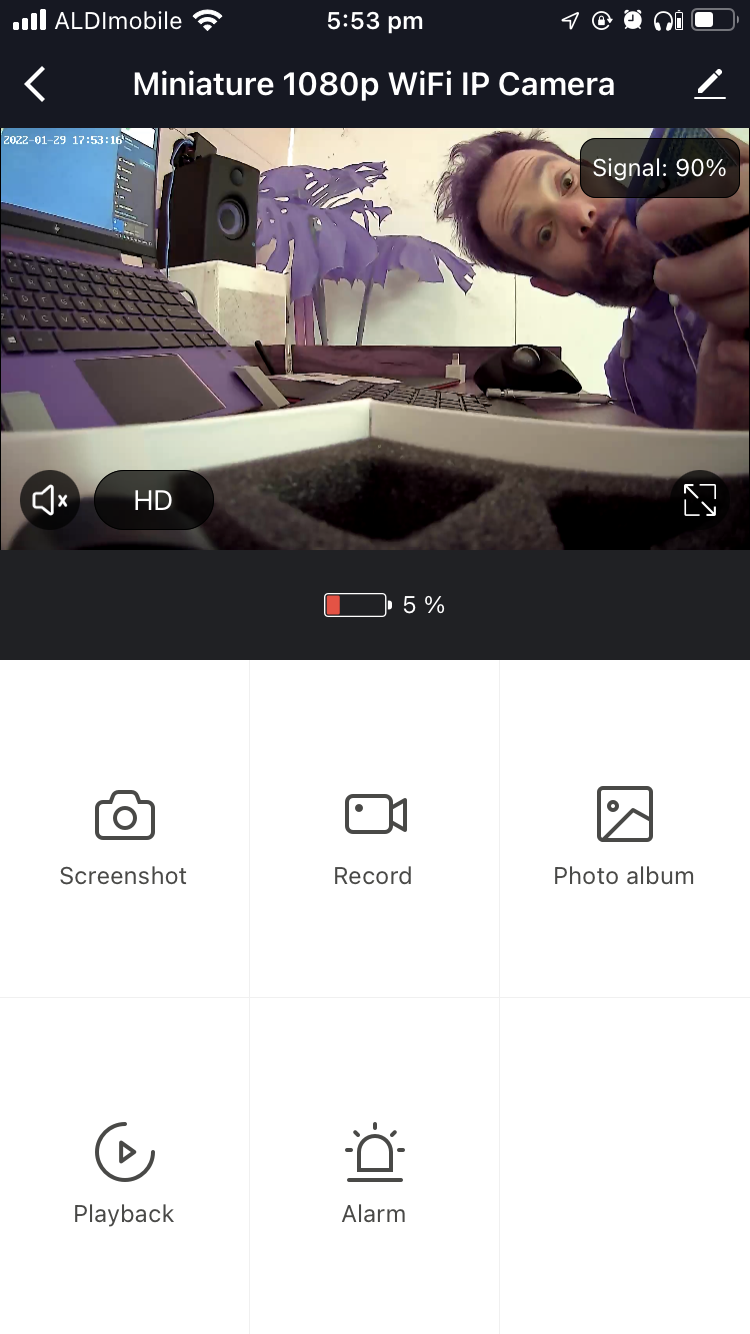 ALDImobile 5:53 pm
Miniature 1080p WiFi IP Camera
2022-01-29 17:53:16
Signal: 90%
hp
HD
5 %
Screenshot Record Photo album
Playback Alarm